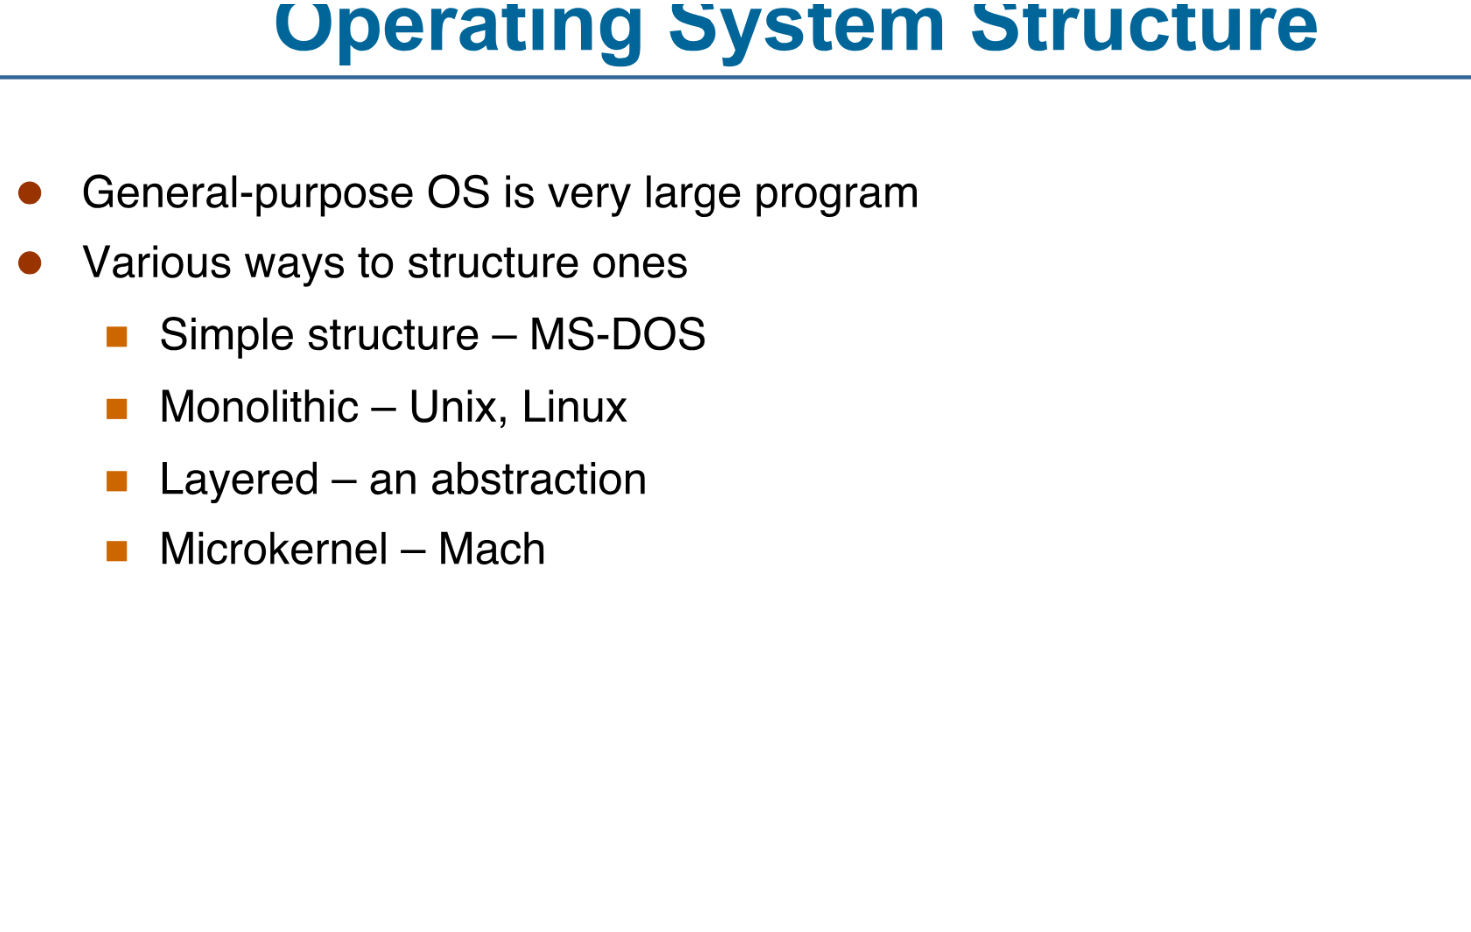 Operating System Structure
General-purpose OS is very large program
Various ways to structure ones
Simple structure – MS-DOS
Monolithic – Unix, Linux
Layered – an abstraction
Microkernel – Mach